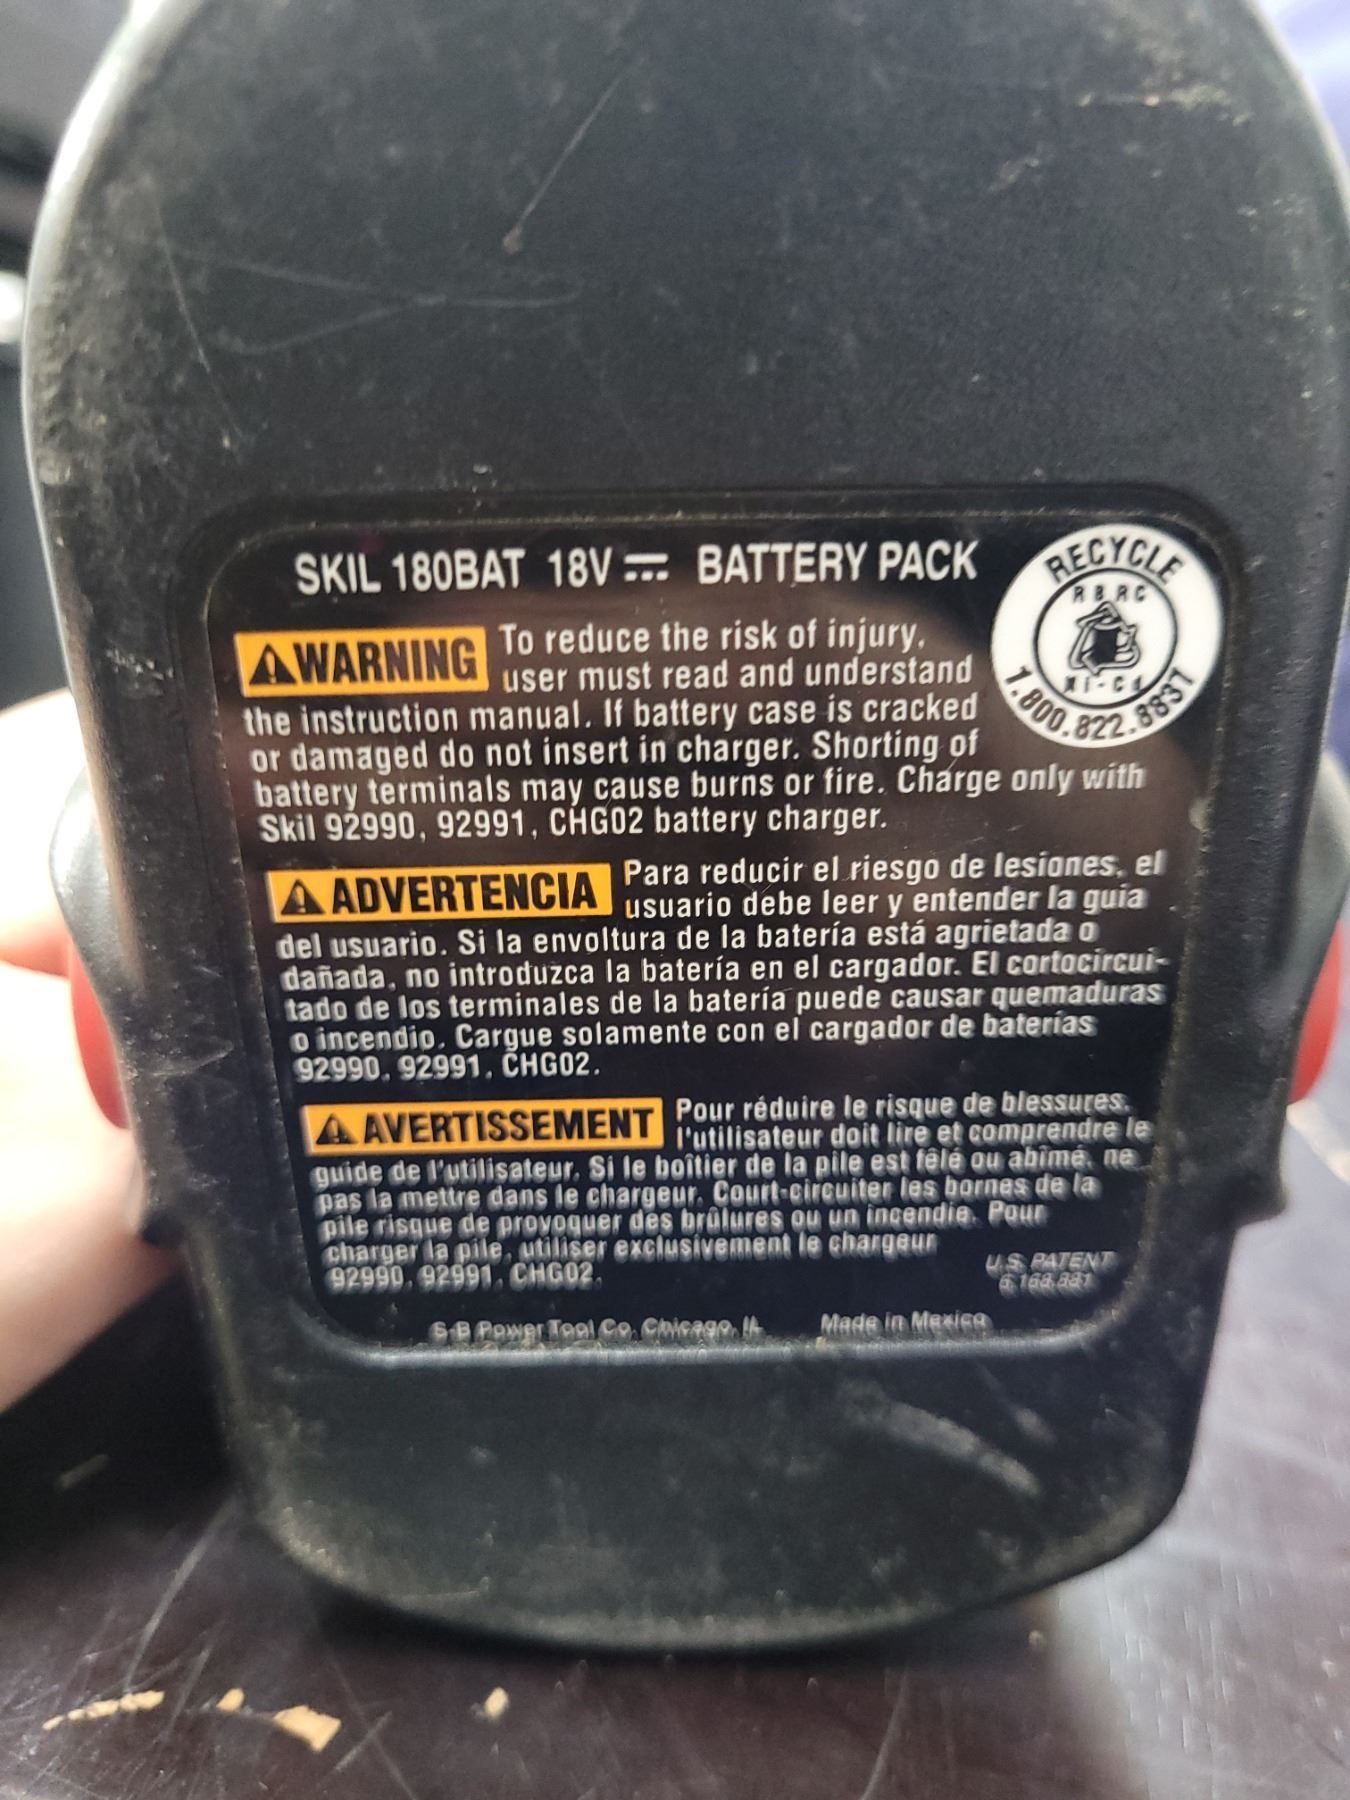 SKIL 180BAT 18V ⎓ BATTERY PACK
RECYCLE
RBRC
Ni-Cd
1.800.822.8837
⚠WARNING To reduce the risk of injury,
user must read and understand
the instruction manual. If battery case is cracked
or damaged do not insert in charger. Shorting of
battery terminals may cause burns or fire. Charge only with
Skil 92990, 92991, CHG02 battery charger.
⚠ADVERTENCIA Para reducir el riesgo de lesiones, el
usuario debe leer y entender la guia
del usuario. Si la envoltura de la batería está agrietada o
dañada, no introduzca la batería en el cargador. El cortocircui-
tado de los terminales de la batería puede causar quemaduras
o incendio. Cargue solamente con el cargador de baterías
92990, 92991, CHG02.
⚠AVERTISSEMENT Pour réduire le risque de blessures,
l'utilisateur doit lire et comprendre le
guide de l'utilisateur. Si le boîtier de la pile est fêlé ou abîmé, ne
pas la mettre dans le chargeur. Court-circuiter les bornes de la
pile risque de provoquer des brûlures ou un incendie. Pour
charger la pile, utiliser exclusivement le chargeur
92990, 92991, CHG02.
U.S. PATENT
6,168,881
S-B Power Tool Co. Chicago, IL Made in Mexico